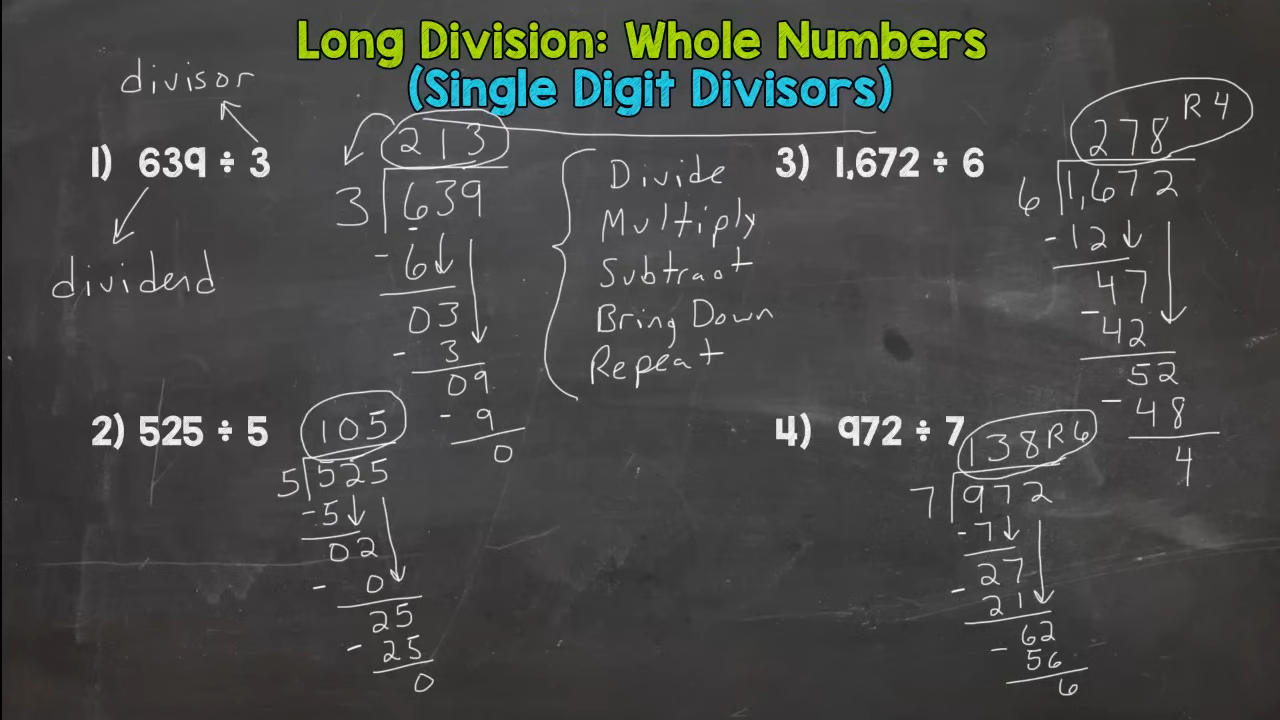 Long Division: Whole Numbers
(Single Digit Divisors)
divisor
1) 639 ÷ 3
dividend
213
3 639
- 6
03
- 3
09
- 9
0
Divide
Multiply
Subtract
Bring Down
Repeat
2) 525 ÷ 5
105
5 525
-5
02
- 0
25
- 25
0
3) 1,672 ÷ 6
278 R4
6 1,672
-12
47
- 42
52
- 48
4
4) 972 ÷ 7
138 R6
7 972
-7
27
- 21
62
- 56
6